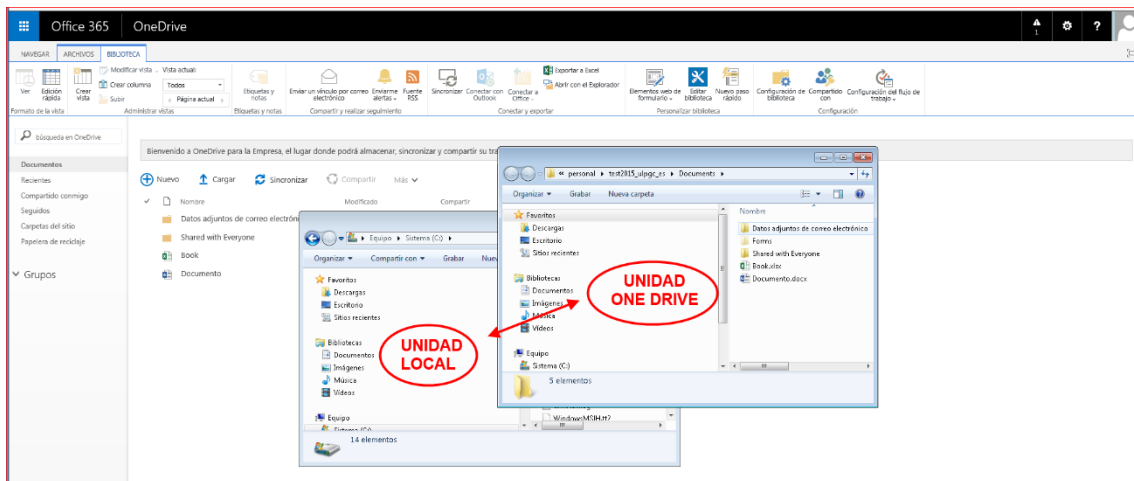 Office 365 OneDrive 1 ?
NAVEGAR ARCHIVOS BIBLIOTECA
Ver Edición rápida Crear vista Modificar vista Crear columna Subir Vista actual: Todos Página actual
Etiquetas y notas Enviar un vínculo por correo electrónico Enviarme alertas Fuente RSS
Sincronizar Conectar con Outlook Conectar a Office Exportar a Excel Abrir con el Explorador
Elementos web de formulario Editar biblioteca Nuevo paso rápido Configuración de biblioteca Compartido con Configuración del flujo de trabajo
Formato de la vista Administrar vistas Etiquetas y notas Compartir y realizar seguimiento Conectar y exportar Personalizar biblioteca Configuración
búsqueda en OneDrive
Documentos
Recientes
Compartido conmigo
Seguidos
Carpetas del sitio
Papelera de reciclaje
Grupos
Bienvenido a OneDrive para la Empresa, el lugar donde podrá almacenar, sincronizar y compartir su tra
Nuevo Cargar Sincronizar Compartir Más
Nombre Modificado Compartir
Datos adjuntos de correo electrón
Shared with Everyone
Book
Documento
Equipo Sistema (C:)
Organizar Compartir con Grabar Nuev
Favoritos
Descargas
Escritorio
Sitios recientes
Bibliotecas
Documentos
Imágenes
Música
Vídeos
Equipo
Sistema (C:)
14 elementos
UNIDAD
LOCAL
« personal test2015_ulpgc_es Documents
Organizar Grabar Nueva carpeta
Favoritos
Descargas
Escritorio
Sitios recientes
Bibliotecas
Documentos
Imágenes
Música
Vídeos
Equipo
Sistema (C:)
Nombre
Datos adjuntos de correo electrónico
Forms
Shared with Everyone
Book.xlsx
Documento.docx
5 elementos
UNIDAD
ONE DRIVE